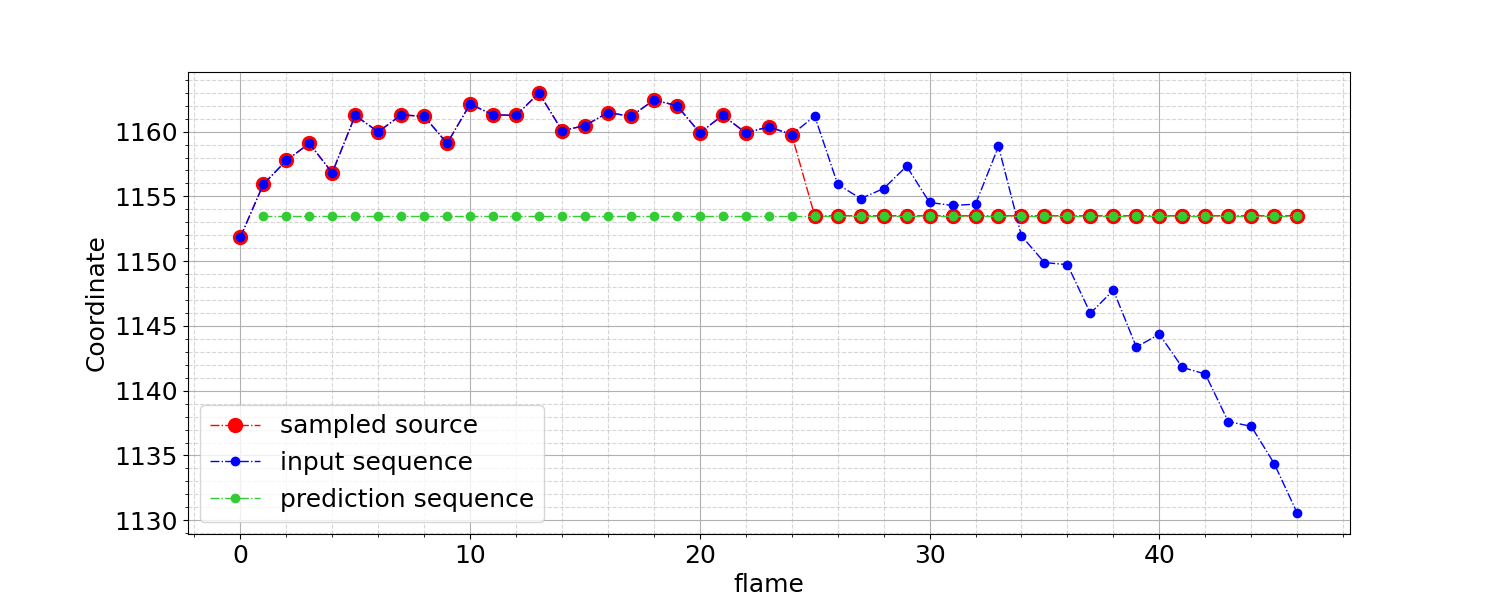 1160
1155
1150
1145
1140
1135
1130
Coordinate
sampled source
input sequence
prediction sequence
0 10 20 30 40
flame